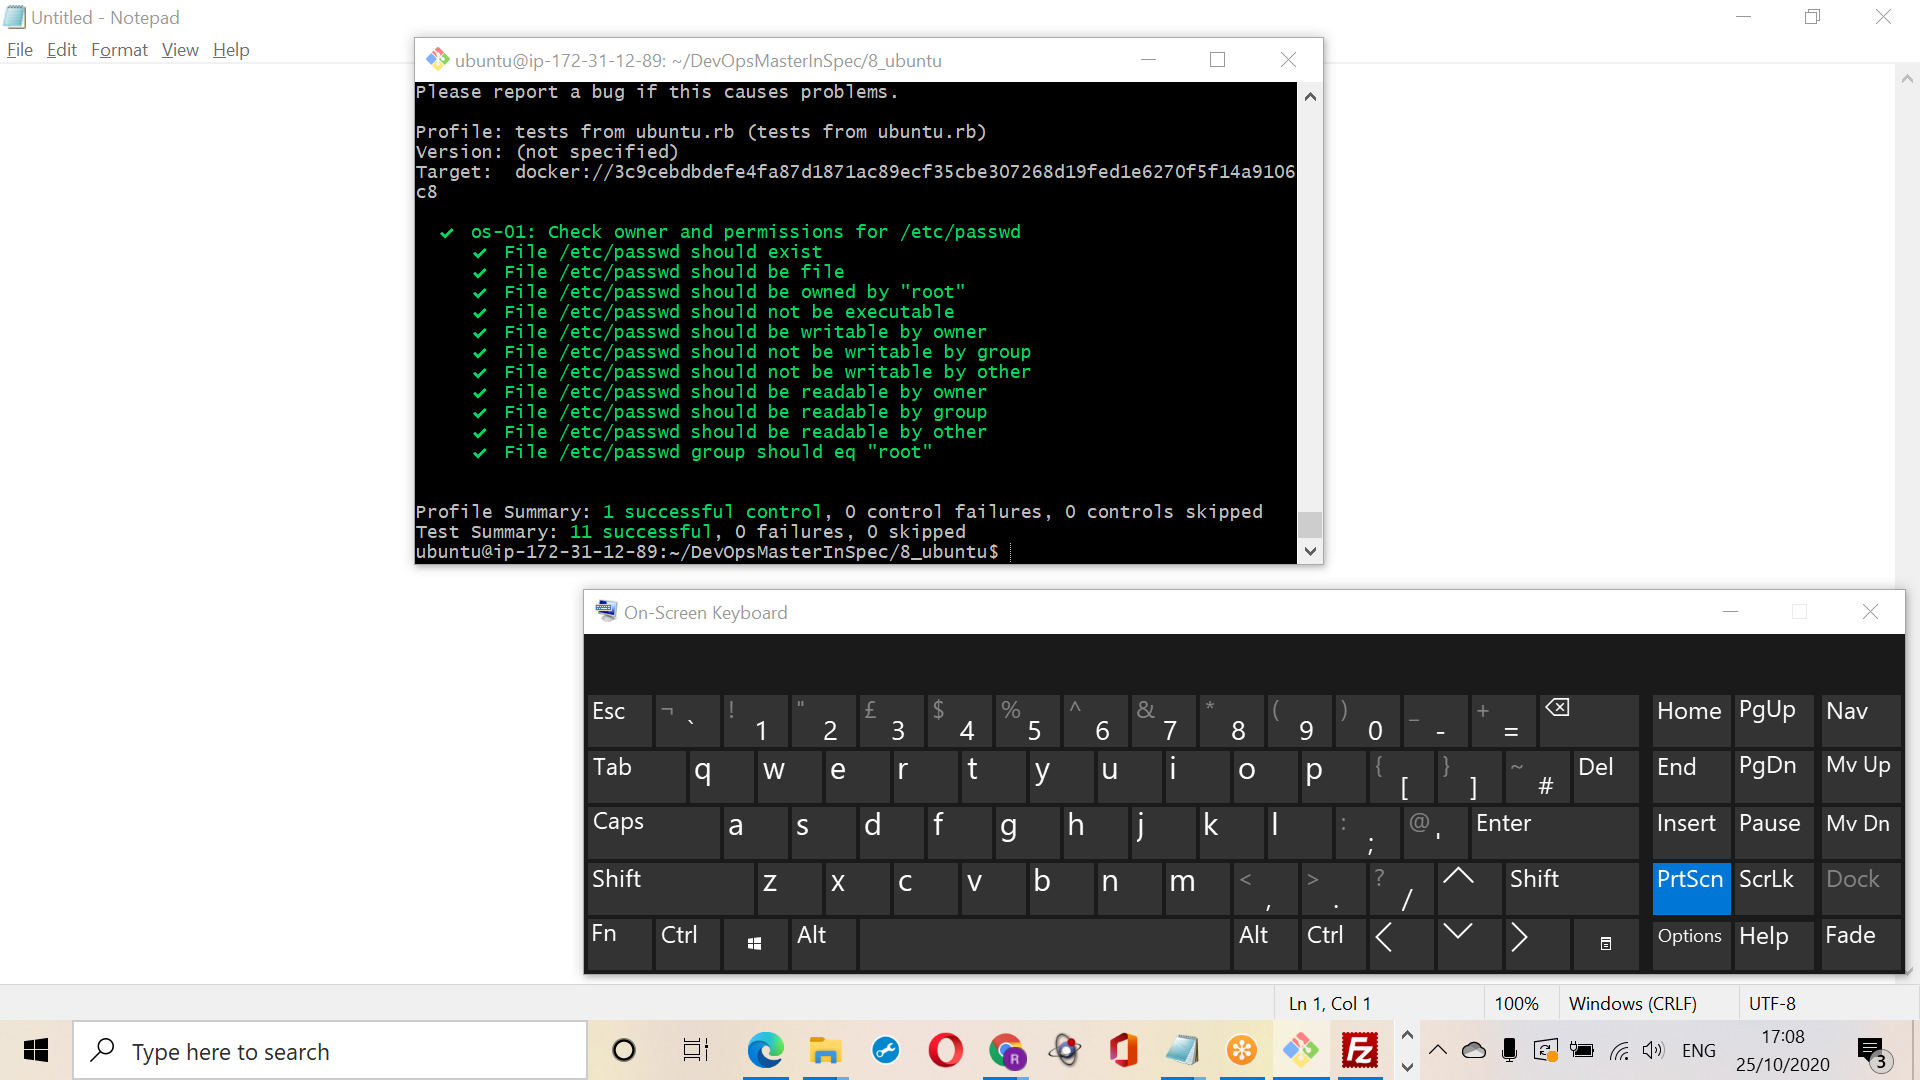 Untitled - Notepad
File Edit Format View Help
ubuntu@ip-172-31-12-89: ~/DevOpsMasterInSpec/8_ubuntu
Please report a bug if this causes problems.
Profile: tests from ubuntu.rb (tests from ubuntu.rb)
Version: (not specified)
Target:  docker://3c9cebdbdefe4fa87d1871ac89ecf35cbe307268d19fed1e6270f5f14a9106
c8
✔ os-01: Check owner and permissions for /etc/passwd
✔ File /etc/passwd should exist
✔ File /etc/passwd should be file
✔ File /etc/passwd should be owned by "root"
✔ File /etc/passwd should not be executable
✔ File /etc/passwd should be writable by owner
✔ File /etc/passwd should not be writable by group
✔ File /etc/passwd should not be writable by other
✔ File /etc/passwd should be readable by owner
✔ File /etc/passwd should be readable by group
✔ File /etc/passwd should be readable by other
✔ File /etc/passwd group should eq "root"
Profile Summary: 1 successful control, 0 control failures, 0 controls skipped
Test Summary: 11 successful, 0 failures, 0 skipped
ubuntu@ip-172-31-12-89:~/DevOpsMasterInSpec/8_ubuntu$
On-Screen Keyboard
Esc ¬ ` ! 1 " 2 £ 3 $ 4 % 5 ^ 6 & 7 * 8 ( 9 ) 0 _ - + = Home PgUp Nav
Tab q w e r t y u i o p { [ } ] ~ # Del End PgDn Mv Up
Caps a s d f g h j k l : ; @ ' Enter Insert Pause Mv Dn
Shift z x c v b n m < , > . ? / Shift PrtScn ScrLk Dock
Fn Ctrl Alt Alt Ctrl Options Help Fade
Ln 1, Col 1 100% Windows (CRLF) UTF-8
Type here to search
R
Fz
ENG
17:08
25/10/2020
3